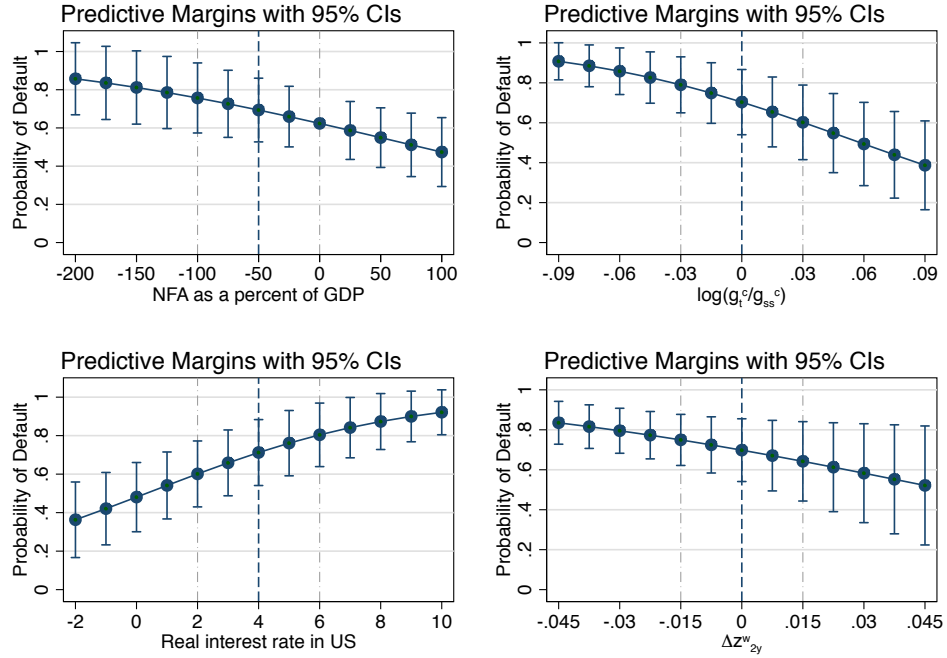 Predictive Margins with 95% CIs
Probability of Default
1
.8
.6
.4
.2
0
-200 -150 -100 -50 0 50 100
NFA as a percent of GDP
Predictive Margins with 95% CIs
Probability of Default
1
.8
.6
.4
.2
0
-.09 -.06 -.03 0 .03 .06 .09
log(gₜᶜ/gₛₛᶜ)
Predictive Margins with 95% CIs
Probability of Default
1
.8
.6
.4
.2
0
-2 0 2 4 6 8 10
Real interest rate in US
Predictive Margins with 95% CIs
Probability of Default
1
.8
.6
.4
.2
0
-.045 -.03 -.015 0 .015 .03 .045
Δzʷ₂y